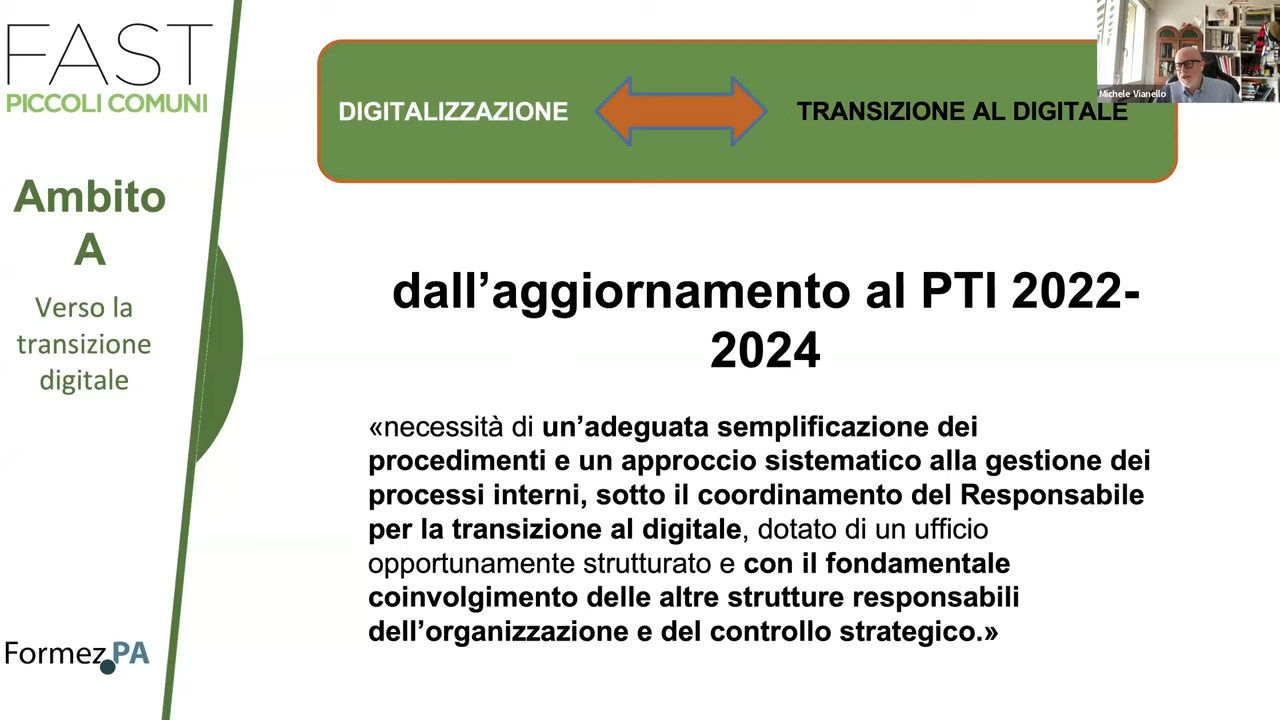 FAST
PICCOLI COMUNI
Ambito
A
Verso la
transizione
digitale
FormezPA
DIGITALIZZAZIONE
TRANSIZIONE AL DIGITALE
Michele Vianello
dall’aggiornamento al PTI 2022-
2024
«necessità di un’adeguata semplificazione dei
procedimenti e un approccio sistematico alla gestione dei
processi interni, sotto il coordinamento del Responsabile
per la transizione al digitale, dotato di un ufficio
opportunamente strutturato e con il fondamentale
coinvolgimento delle altre strutture responsabili
dell’organizzazione e del controllo strategico.»